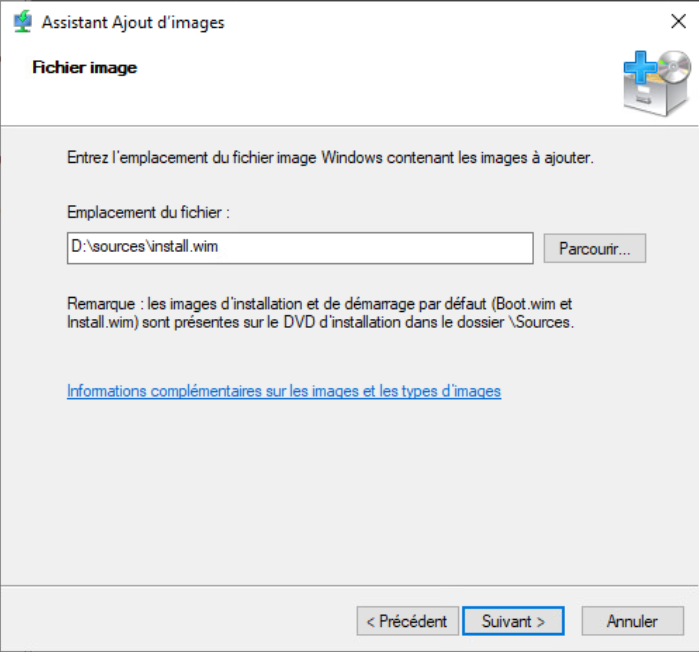 Assistant Ajout d'images
Fichier image
Entrez l'emplacement du fichier image Windows contenant les images à ajouter.
Emplacement du fichier :
D:\sources\install.wim
Parcourir...
Remarque : les images d'installation et de démarrage par défaut (Boot.wim et
Install.wim) sont présentes sur le DVD d'installation dans le dossier \Sources.
Informations complémentaires sur les images et les types d'images
< Précédent
Suivant >
Annuler